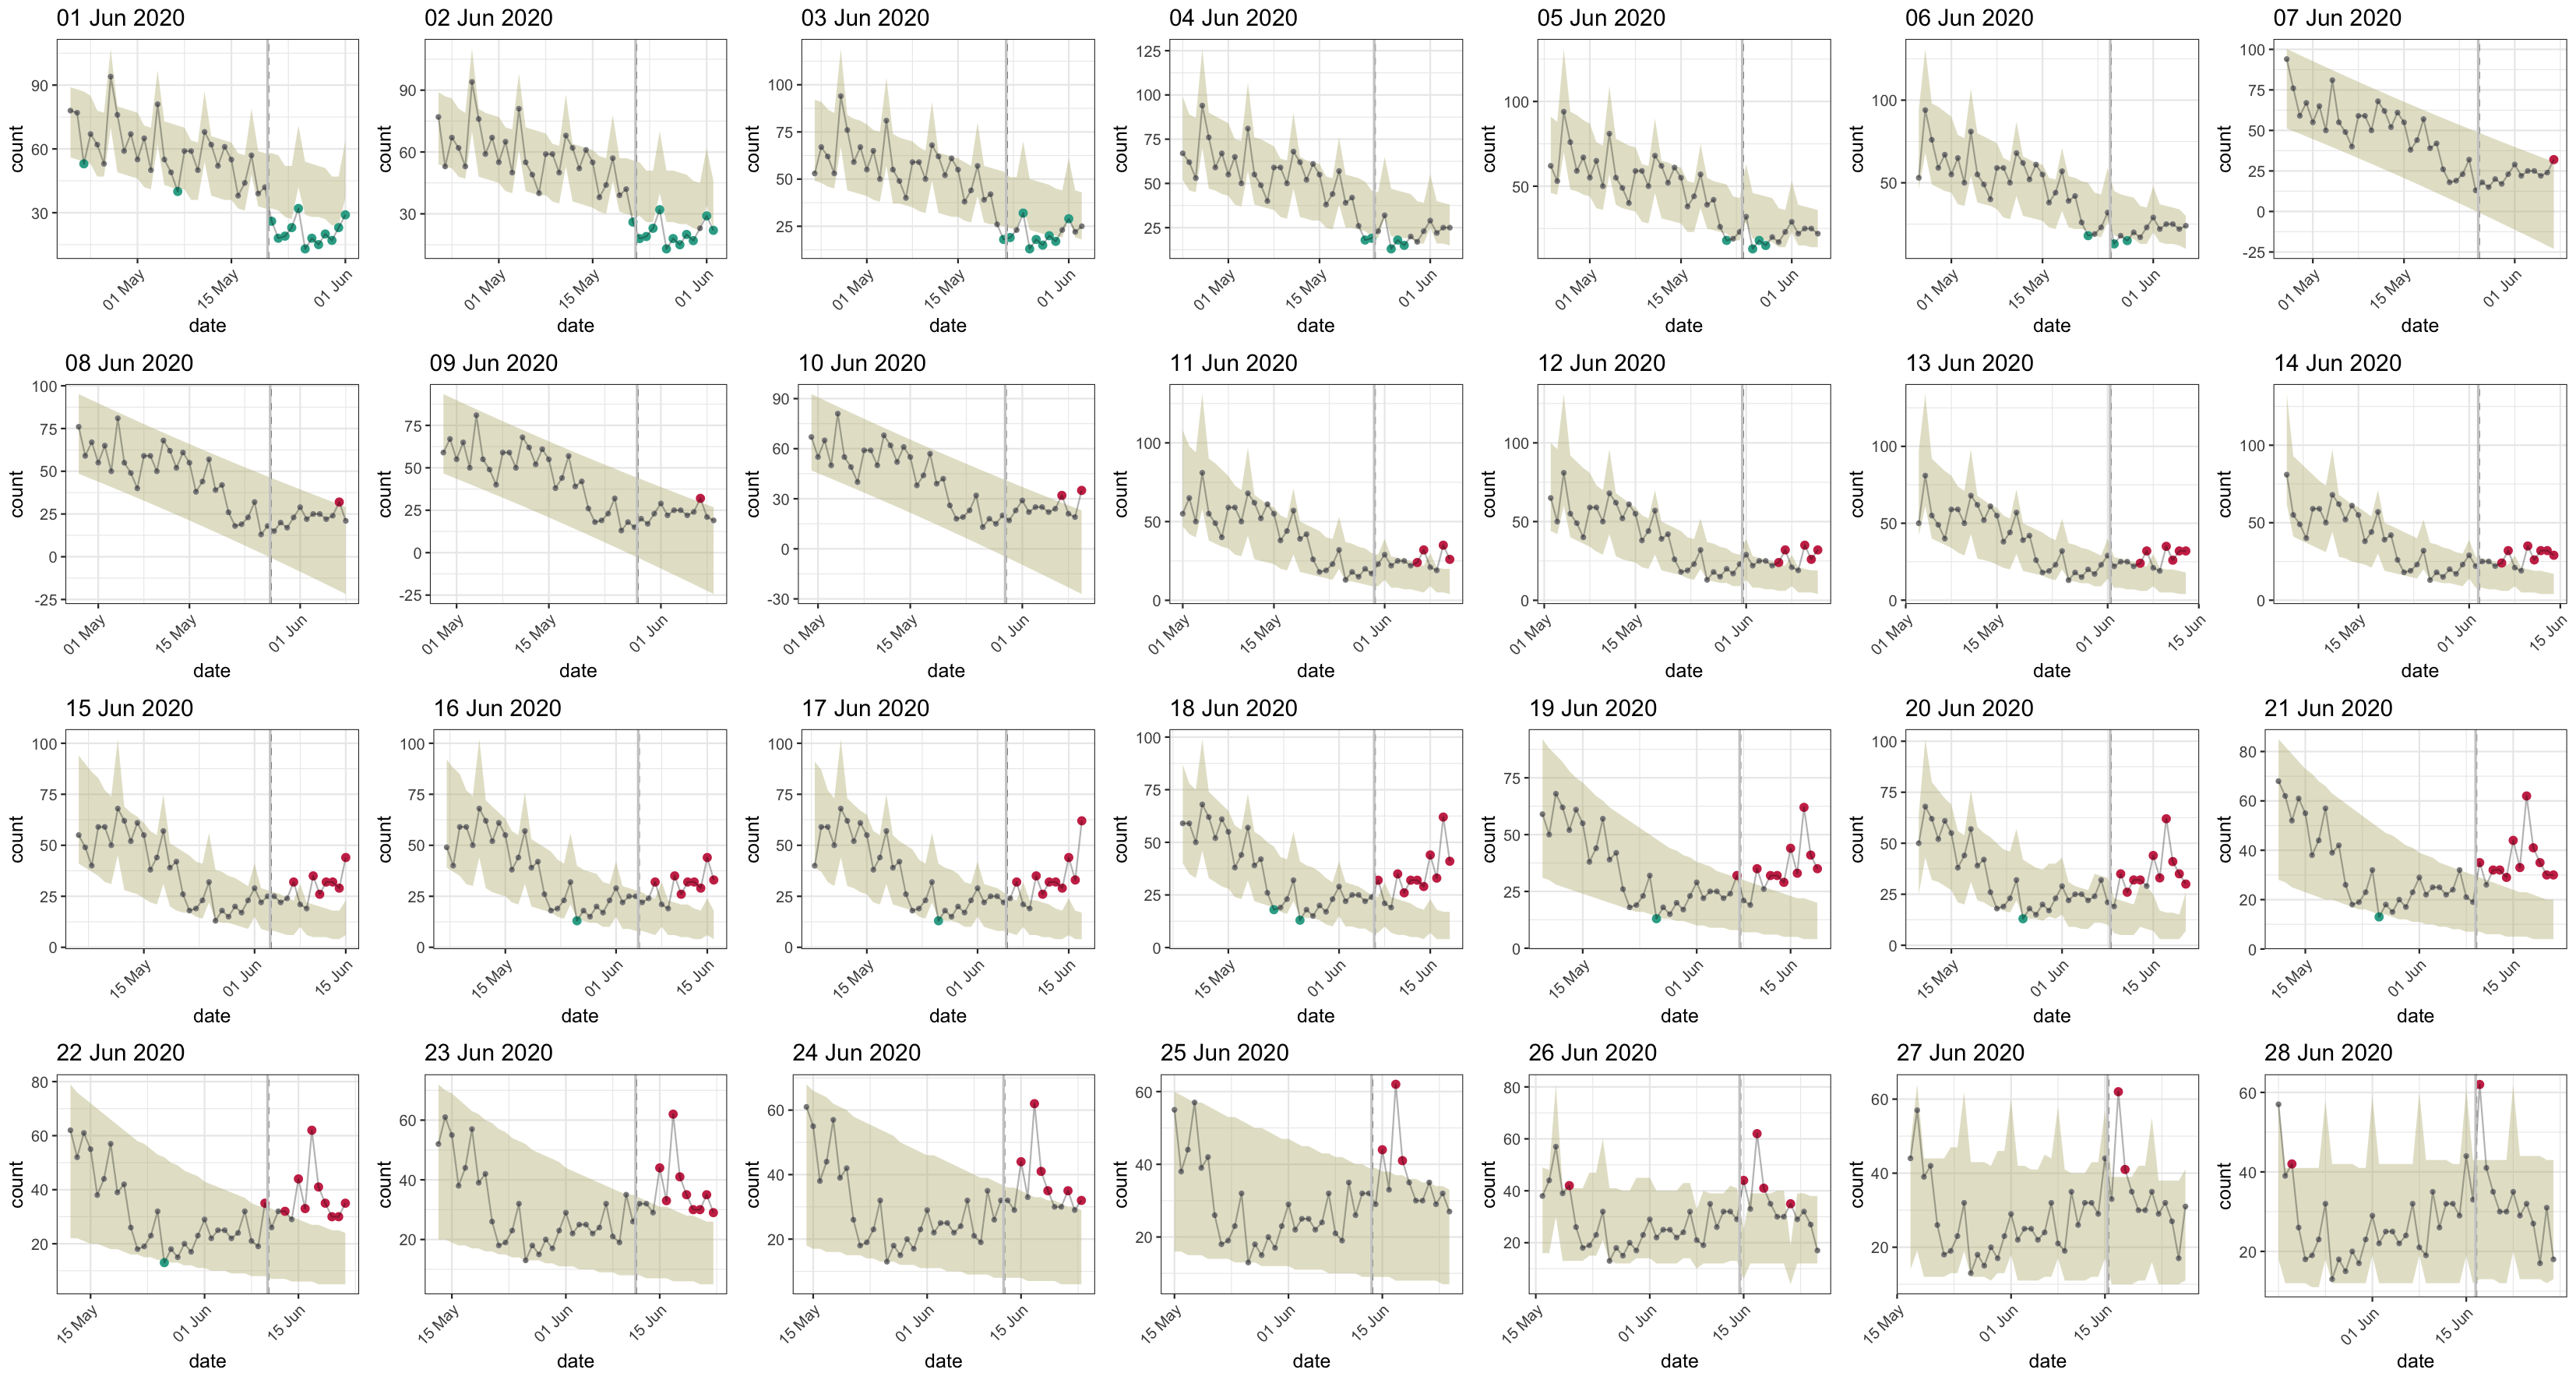 01 Jun 2020
02 Jun 2020
03 Jun 2020
04 Jun 2020
05 Jun 2020
06 Jun 2020
07 Jun 2020
count
90
60
30
01 May
15 May
01 Jun
date
count
90
60
30
01 May
15 May
01 Jun
date
count
100
75
50
25
01 May
15 May
01 Jun
date
count
125
100
75
50
25
01 May
15 May
01 Jun
date
count
100
50
01 May
15 May
01 Jun
date
count
100
50
01 May
15 May
01 Jun
date
count
100
75
50
25
0
-25
01 May
15 May
01 Jun
date
08 Jun 2020
09 Jun 2020
10 Jun 2020
11 Jun 2020
12 Jun 2020
13 Jun 2020
14 Jun 2020
count
100
75
50
25
0
-25
01 May
15 May
01 Jun
date
count
75
50
25
0
-25
01 May
15 May
01 Jun
date
count
90
60
30
0
-30
01 May
15 May
01 Jun
date
count
100
50
0
01 May
15 May
01 Jun
date
count
100
50
0
01 May
15 May
01 Jun
date
count
100
50
0
01 May
15 May
01 Jun
15 Jun
date
count
100
50
0
15 May
01 Jun
15 Jun
date
15 Jun 2020
16 Jun 2020
17 Jun 2020
18 Jun 2020
19 Jun 2020
20 Jun 2020
21 Jun 2020
count
100
75
50
25
0
15 May
01 Jun
15 Jun
date
count
100
75
50
25
0
15 May
01 Jun
15 Jun
date
count
100
75
50
25
0
15 May
01 Jun
15 Jun
date
count
100
75
50
25
0
15 May
01 Jun
15 Jun
date
count
75
50
25
0
15 May
01 Jun
15 Jun
date
count
100
75
50
25
0
15 May
01 Jun
15 Jun
date
count
80
60
40
20
0
15 May
01 Jun
15 Jun
date
22 Jun 2020
23 Jun 2020
24 Jun 2020
25 Jun 2020
26 Jun 2020
27 Jun 2020
28 Jun 2020
count
80
60
40
20
15 May
01 Jun
15 Jun
date
count
60
40
20
15 May
01 Jun
15 Jun
date
count
60
40
20
15 May
01 Jun
15 Jun
date
count
60
40
20
15 May
01 Jun
15 Jun
date
count
80
60
40
20
15 May
01 Jun
15 Jun
date
count
60
40
20
15 May
01 Jun
15 Jun
date
count
60
40
20
01 Jun
15 Jun
date